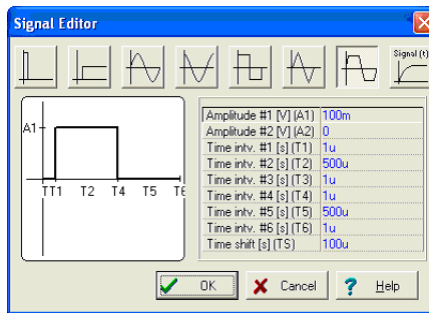 Signal Editor
Signal (t)
A1
TT1 T2 T4 T5 T6
Amplitude #1 [V] (A1) 100m
Amplitude #2 [V] (A2) 0
Time intv. #1 [s] (T1) 1u
Time intv. #2 [s] (T2) 500u
Time intv. #3 [s] (T3) 1u
Time intv. #4 [s] (T4) 1u
Time intv. #5 [s] (T5) 500u
Time intv. #6 [s] (T6) 1u
Time shift [s] (TS) 100u
OK Cancel ? Help